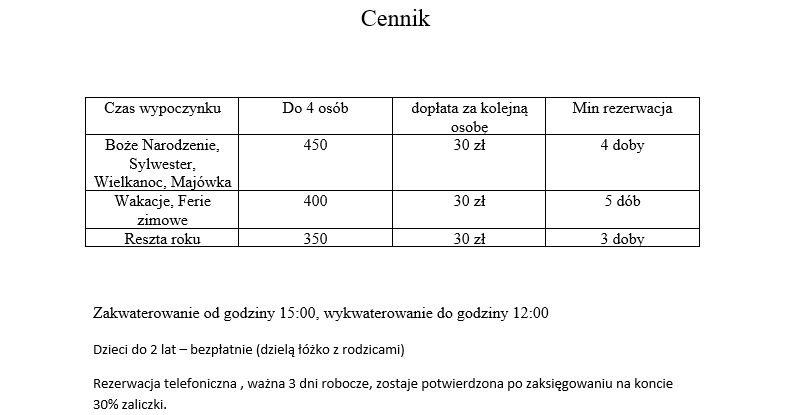 Cennik
Czas wypoczynku Do 4 osób dopłata za kolejną osobę Min rezerwacja
Boże Narodzenie, Sylwester, Wielkanoc, Majówka 450 30 zł 4 doby
Wakacje, Ferie zimowe 400 30 zł 5 dób
Reszta roku 350 30 zł 3 doby
Zakwaterowanie od godziny 15:00, wykwaterowanie do godziny 12:00
Dzieci do 2 lat – bezpłatnie (dzielą łóżko z rodzicami)
Rezerwacja telefoniczna , ważna 3 dni robocze, zostaje potwierdzona po zaksięgowaniu na koncie
30% zaliczki.